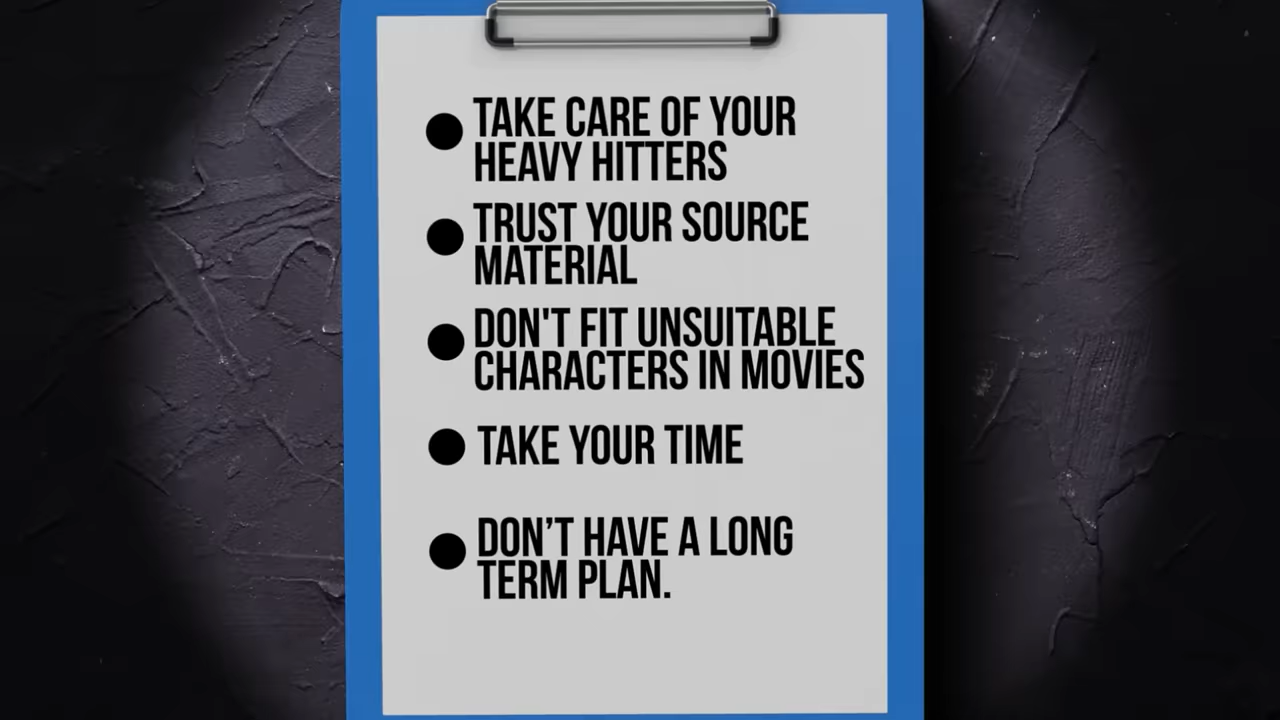 TAKE CARE OF YOUR
HEAVY HITTERS
TRUST YOUR SOURCE
MATERIAL
DON'T FIT UNSUITABLE
CHARACTERS IN MOVIES
TAKE YOUR TIME
DON’T HAVE A LONG
TERM PLAN.